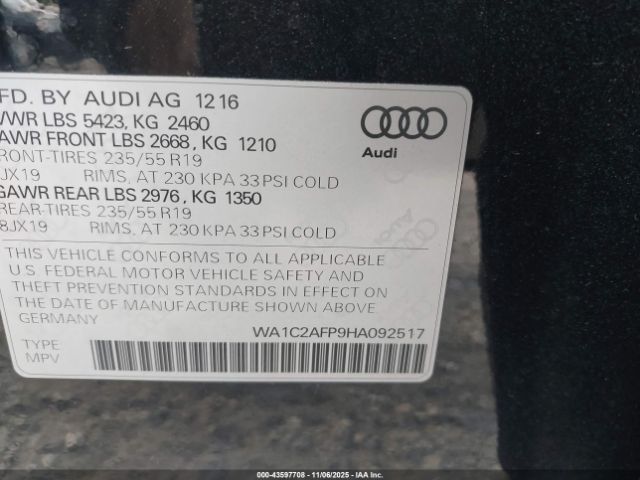 FD. BY AUDI AG 1216
VWR LBS 5423, KG 2460
AWR FRONT LBS 2668, KG 1210
RONT-TIRES 235/55 R19
JX19 RIMS, AT 230 KPA 33 PSI COLD
GAWR REAR LBS 2976, KG 1350
REAR-TIRES 235/55 R19
8JX19 RIMS, AT 230 KPA 33 PSI COLD
Audi
THIS VEHICLE CONFORMS TO ALL APPLICABLE
U.S. FEDERAL MOTOR VEHICLE SAFETY AND
THEFT PREVENTION STANDARDS IN EFFECT ON
THE DATE OF MANUFACTURE SHOWN ABOVE
GERMANY
WA1C2AFP9HA092517
TYPE
MPV
000-43597708 - 11/06/2025 - IAA Inc.